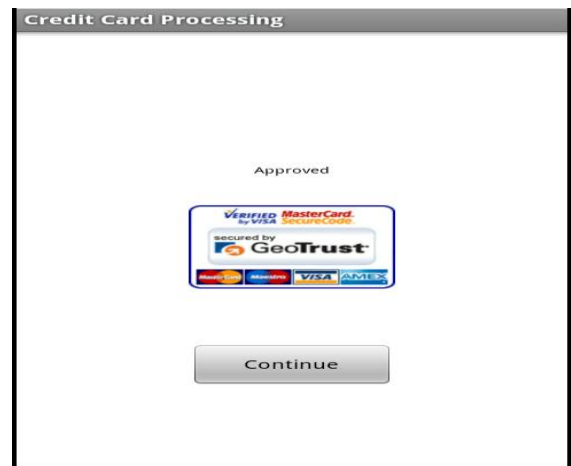 Credit Card Processing
Approved
VERIFIED by VISA MasterCard. SecureCode.
secured by
GeoTrust
MasterCard Maestro VISA AMEX
Continue